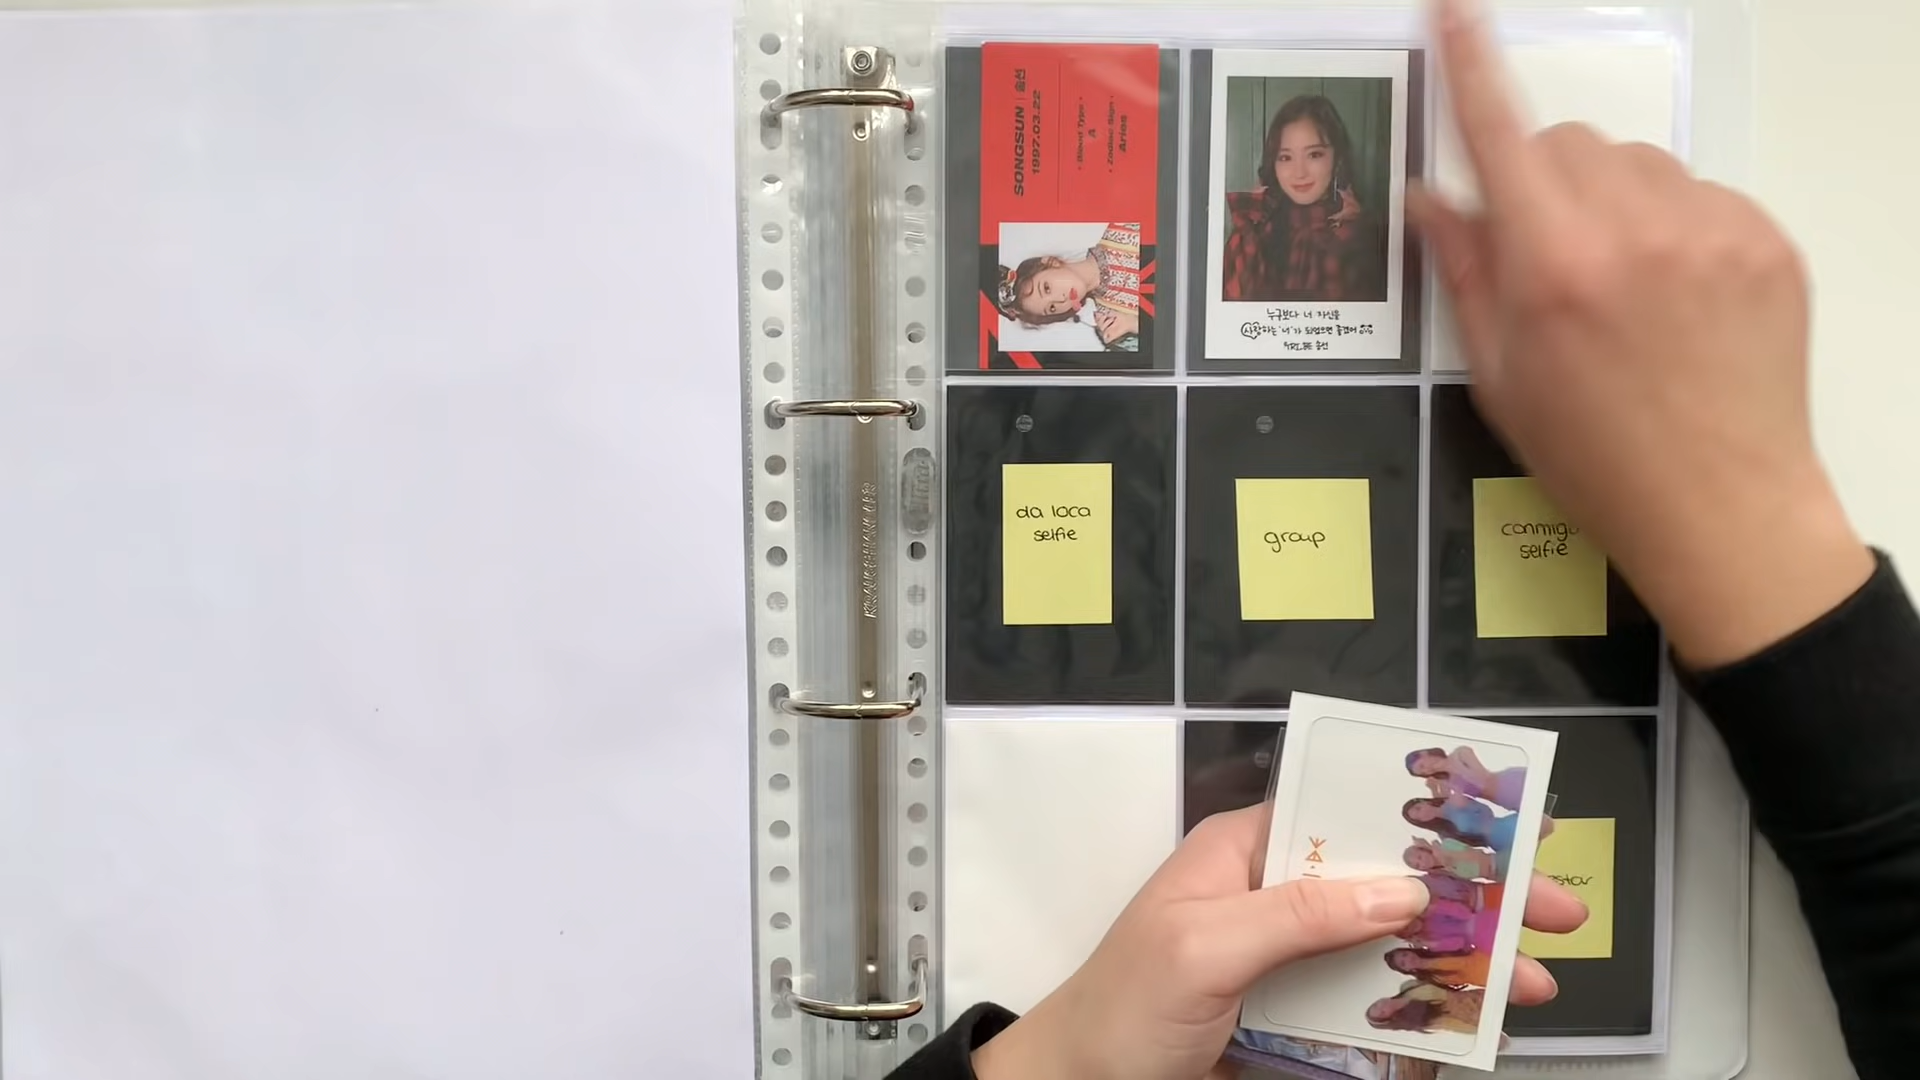 SONGSUN | 송선
1997.03.22
• Blood Type •
A
• Zodiac Sign •
Aries
누구보다 너 자신을
사랑하는 '너'가 되었으면 좋겠어
TRI.BE 송선
da loca
selfie
group
conmigo
selfie